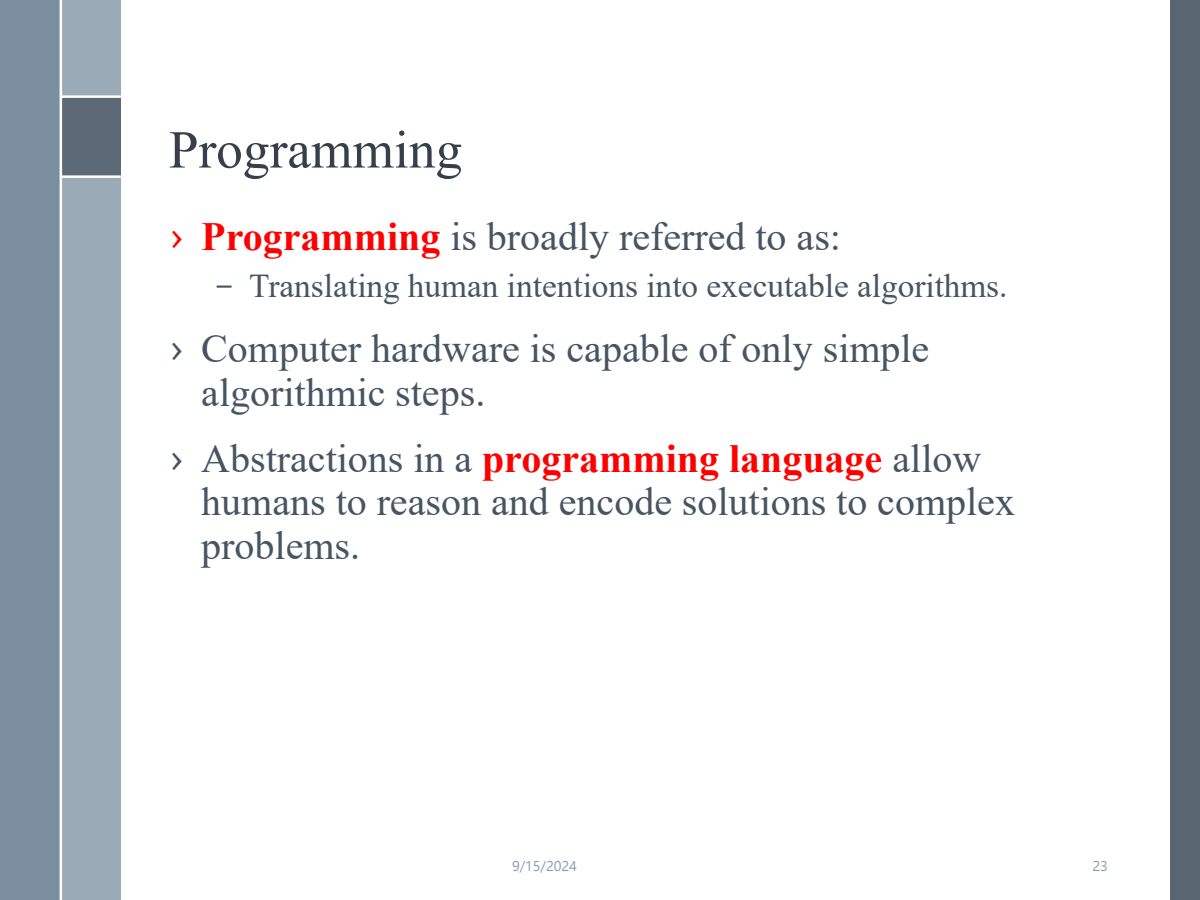 Programming
› Programming is broadly referred to as:
– Translating human intentions into executable algorithms.
› Computer hardware is capable of only simple
algorithmic steps.
› Abstractions in a programming language allow
humans to reason and encode solutions to complex
problems.
9/15/2024
23